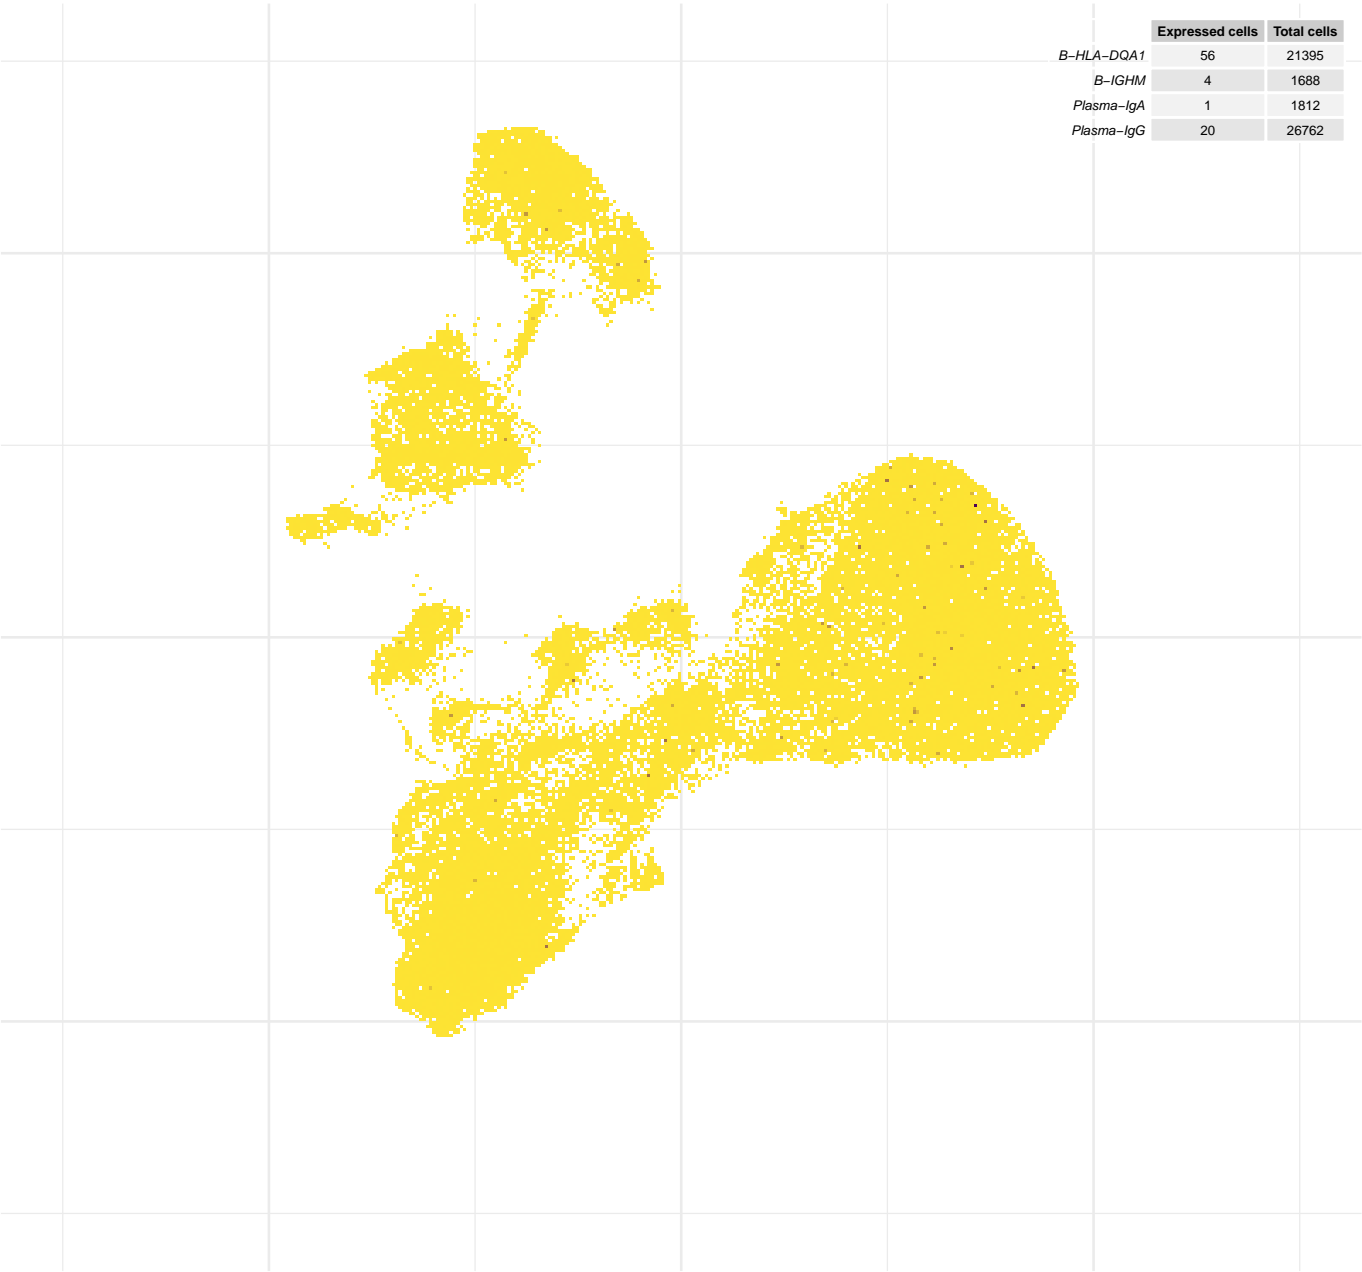 Expressed cells Total cells
B−HLA−DQA1 56 21395
B−IGHM 4 1688
Plasma−IgA 1 1812
Plasma−IgG 20 26762